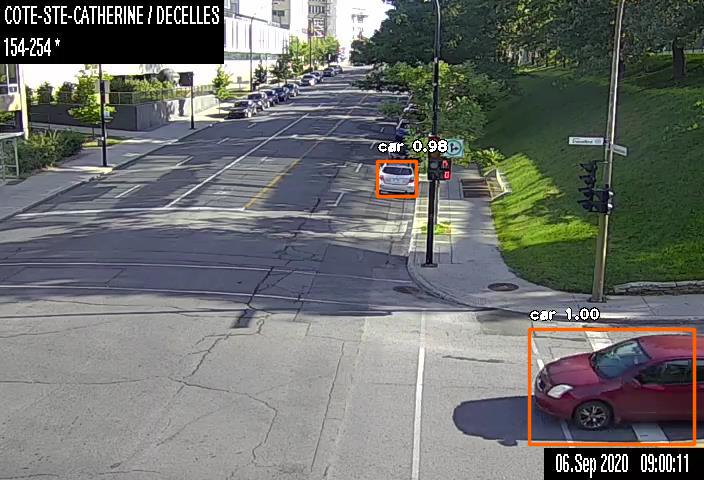 COTE-STE-CATHERINE / DECELLES
154-254 *
car 0.98
car 1.00
06.Sep 2020 09:00:11